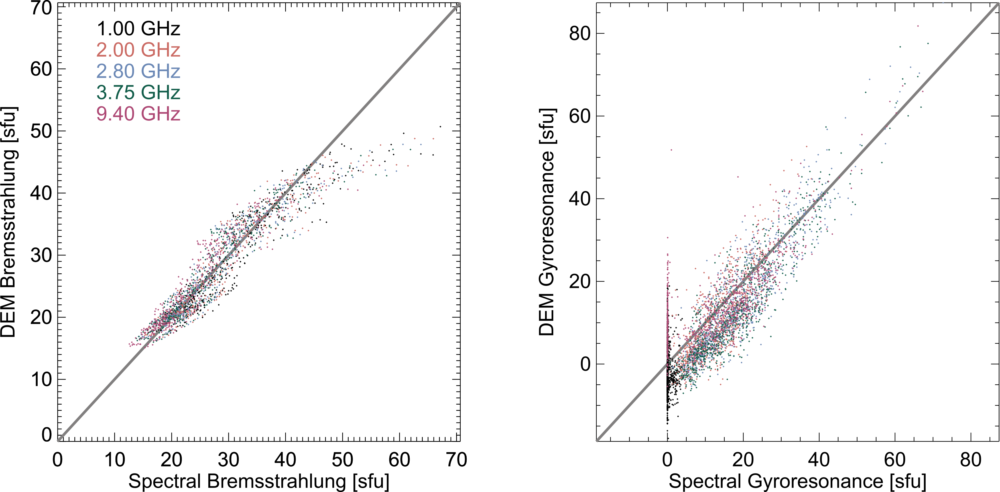 70
60
50
40
30
20
10
0
DEM Bremsstrahlung [sfu]
1.00 GHz
2.00 GHz
2.80 GHz
3.75 GHz
9.40 GHz
0 10 20 30 40 50 60 70
Spectral Bremsstrahlung [sfu]
80
60
40
20
0
DEM Gyroresonance [sfu]
0 20 40 60 80
Spectral Gyroresonance [sfu]